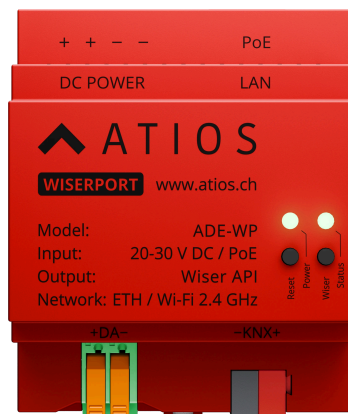 + + − − PoE
DC POWER LAN
ATIOS
WISERPORT www.atios.ch
Model: ADE-WP
Input: 20-30 V DC / PoE
Output: Wiser API
Network: ETH / Wi-Fi 2.4 GHz
Reset Power Wiser Status
+DA− −KNX+